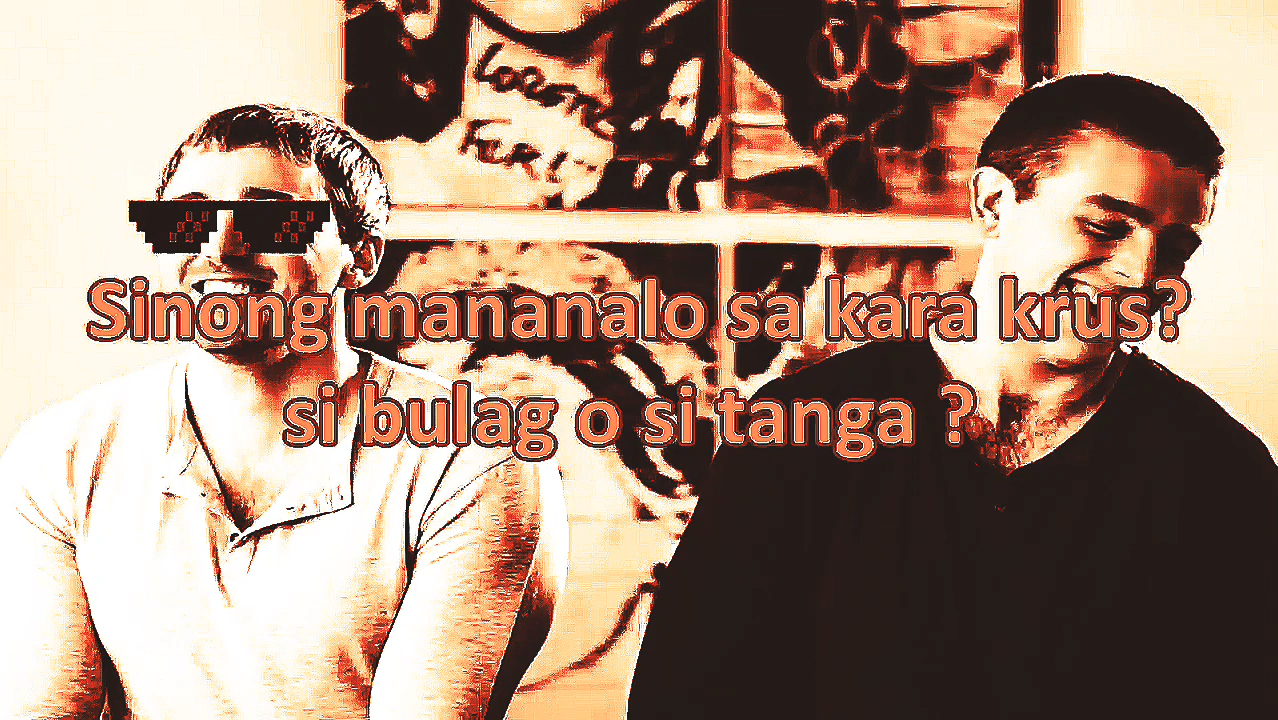 Sinong mananalo sa kara krus?
si bulag o si tanga ?